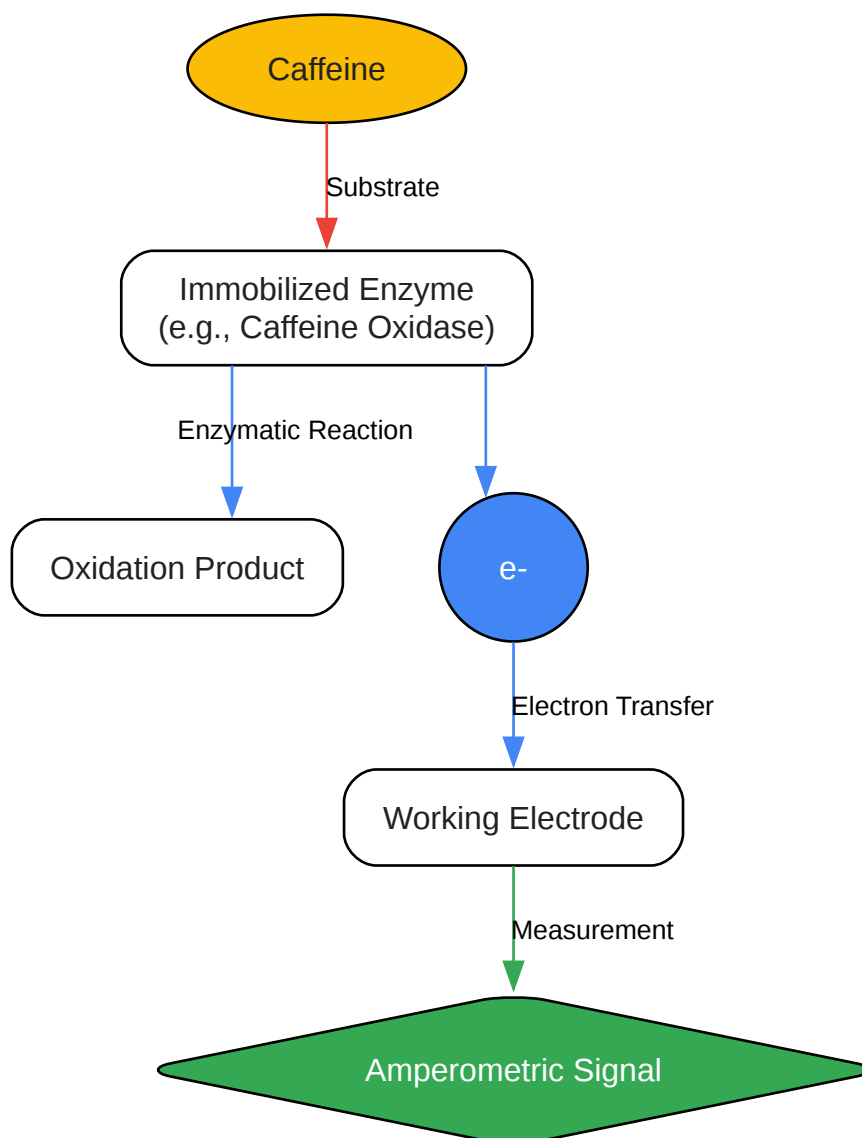 Caffeine
Substrate
Immobilized Enzyme
(e.g., Caffeine Oxidase)
Enzymatic Reaction
Oxidation Product
e-
Electron Transfer
Working Electrode
Measurement
Amperometric Signal